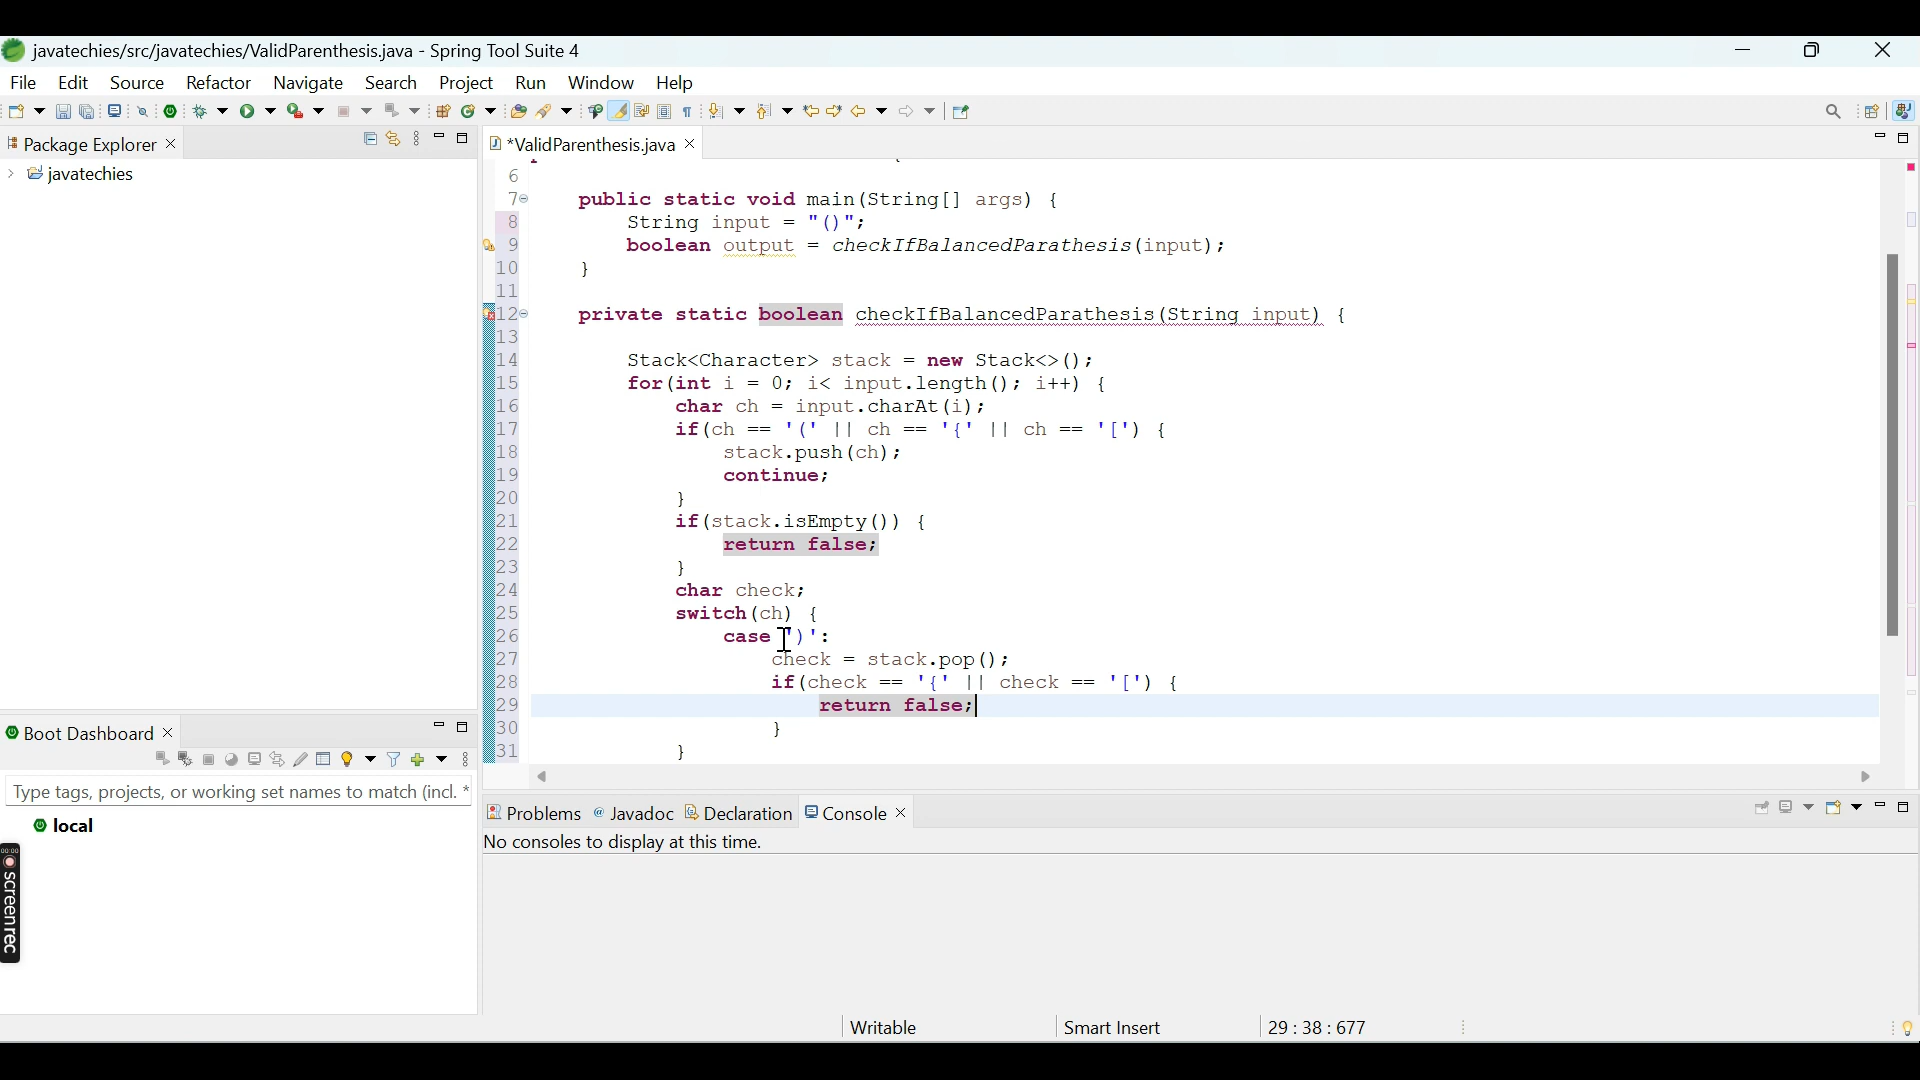 javatechies/src/javatechies/ValidParenthesis.java - Spring Tool Suite 4
File Edit Source Refactor Navigate Search Project Run Window Help
Package Explorer
javatechies
*ValidParenthesis.java
6
7 public static void main(String[] args) {
8 String input = "()";
9 boolean output = checkIfBalancedParathesis(input);
10 }
11
12 private static boolean checkIfBalancedParathesis(String input) {
13
14 Stack<Character> stack = new Stack<>();
15 for(int i = 0; i< input.length(); i++) {
16 char ch = input.charAt(i);
17 if(ch == '(' || ch == '{' || ch == '[') {
18 stack.push(ch);
19 continue;
20 }
21 if(stack.isEmpty()) {
22 return false;
23 }
24 char check;
25 switch(ch) {
26 case ')':
27 check = stack.pop();
28 if(check == '{' || check == '[') {
29 return false;
30 }
31 }
Boot Dashboard
Type tags, projects, or working set names to match (incl. *
local
Problems Javadoc Declaration Console
No consoles to display at this time.
00:00
screenrec
Writable Smart Insert 29 : 38 : 677